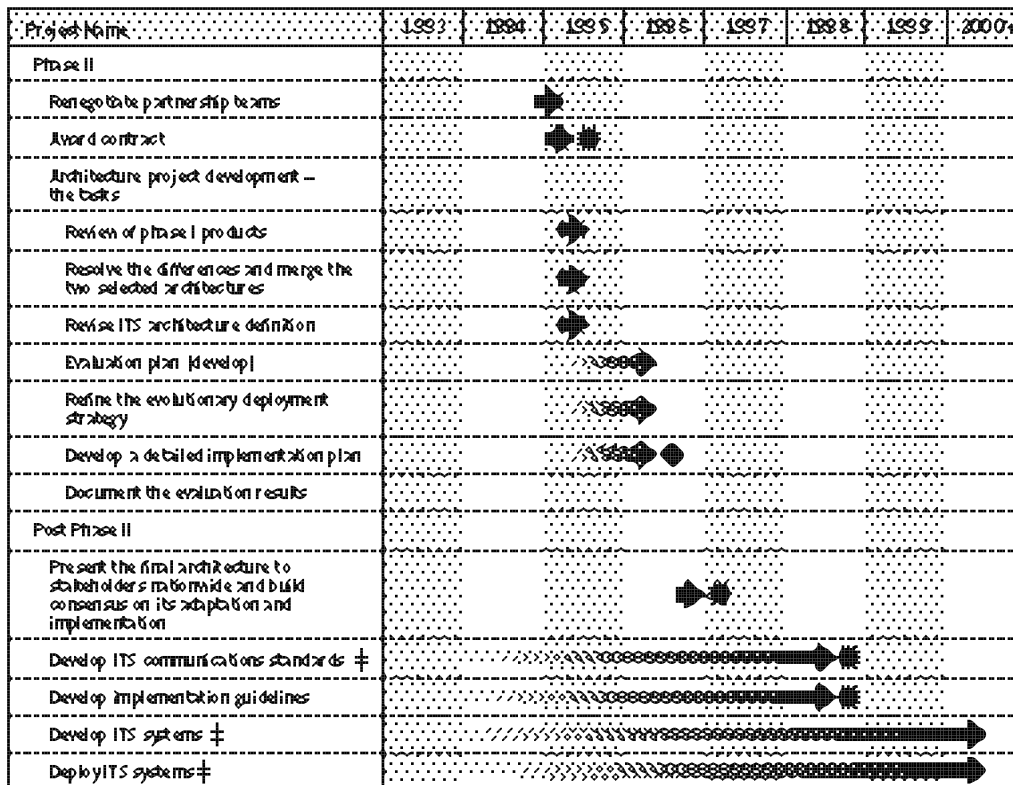 Project Name 1993 1994 1995 1996 1997 1998 1999 2000+
Phase II
Renegotiate partnership teams
Award contract
Architecture project development –
the tasks
Review of phase I products
Resolve the differences and merge the
two selected architectures
Revise ITS architecture definition
Evaluation plan (develop)
Refine the evolutionary deployment
strategy
Develop a detailed implementation plan
Document the evaluation results
Post Phase II
Present the final architecture to
stakeholders nationwide and build
consensus on its adaptation and
implementation
Develop ITS communications standards ‡
Develop implementation guidelines
Develop ITS systems ‡
Deploy ITS systems ‡